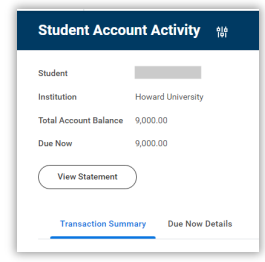 Student Account Activity
Student
Institution Howard University
Total Account Balance 9,000.00
Due Now 9,000.00
View Statement
Transaction Summary Due Now Details